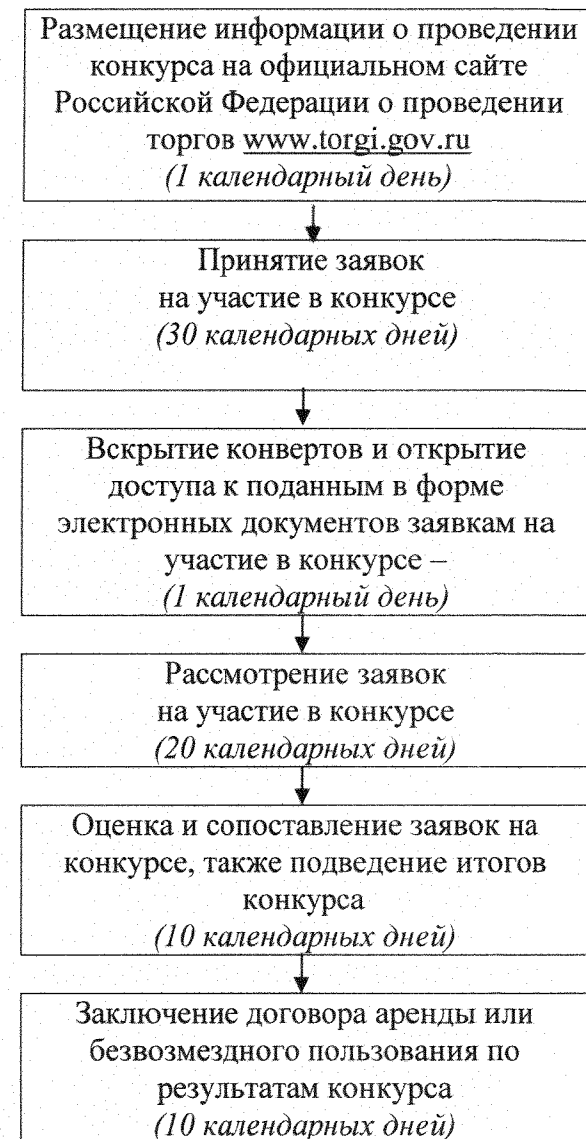 Размещение информации о проведении
конкурса на официальном сайте
Российской Федерации о проведении
торгов www.torgi.gov.ru
(1 календарный день)
Принятие заявок
на участие в конкурсе
(30 календарных дней)
Вскрытие конвертов и открытие
доступа к поданным в форме
электронных документов заявкам на
участие в конкурсе –
(1 календарный день)
Рассмотрение заявок
на участие в конкурсе
(20 календарных дней)
Оценка и сопоставление заявок на
конкурсе, также подведение итогов
конкурса
(10 календарных дней)
Заключение договора аренды или
безвозмездного пользования по
результатам конкурса
(10 календарных дней)